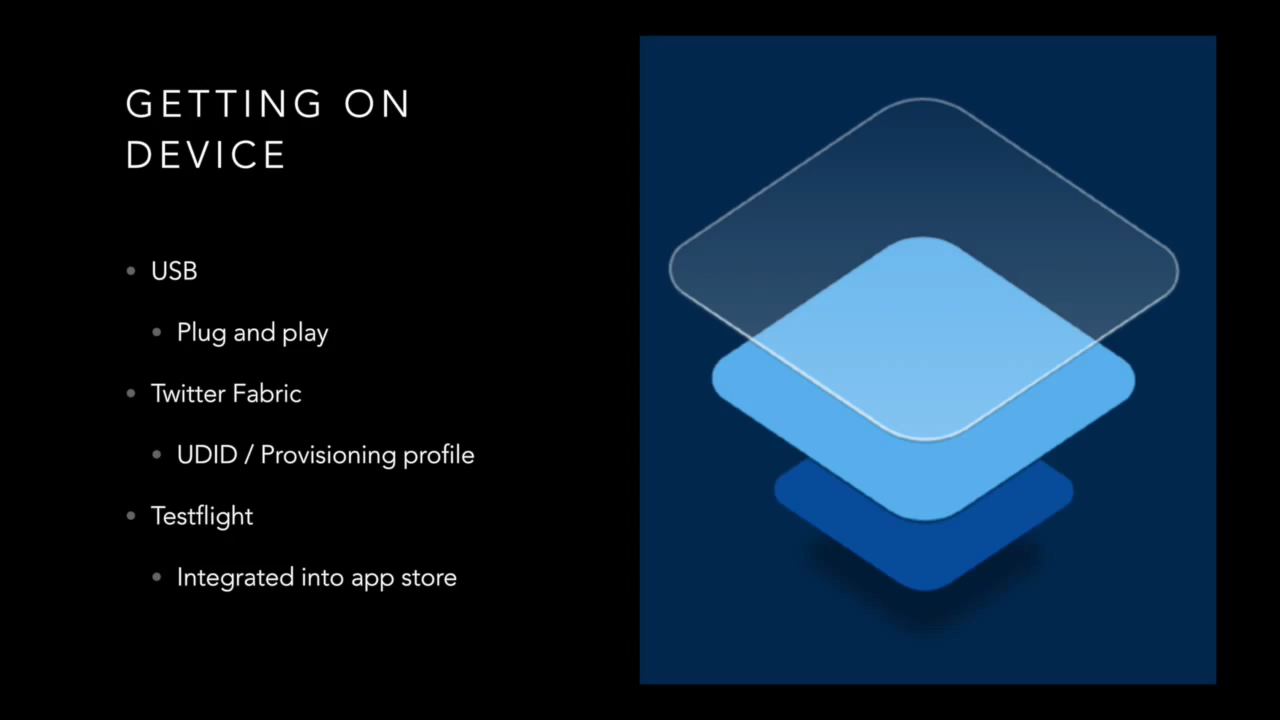 GETTING ON
DEVICE
USB
Plug and play
Twitter Fabric
UDID / Provisioning profile
Testflight
Integrated into app store